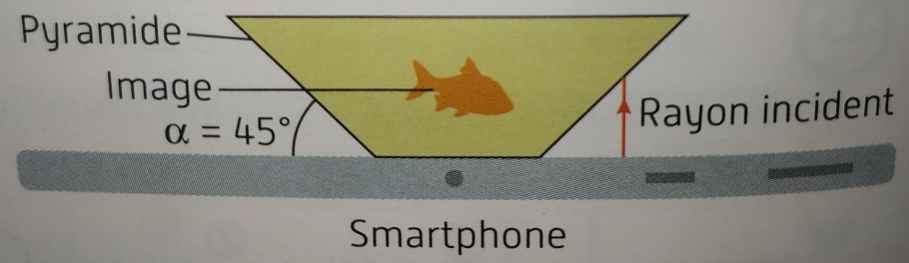 Pyramide
Image
α = 45°
Rayon incident
Smartphone